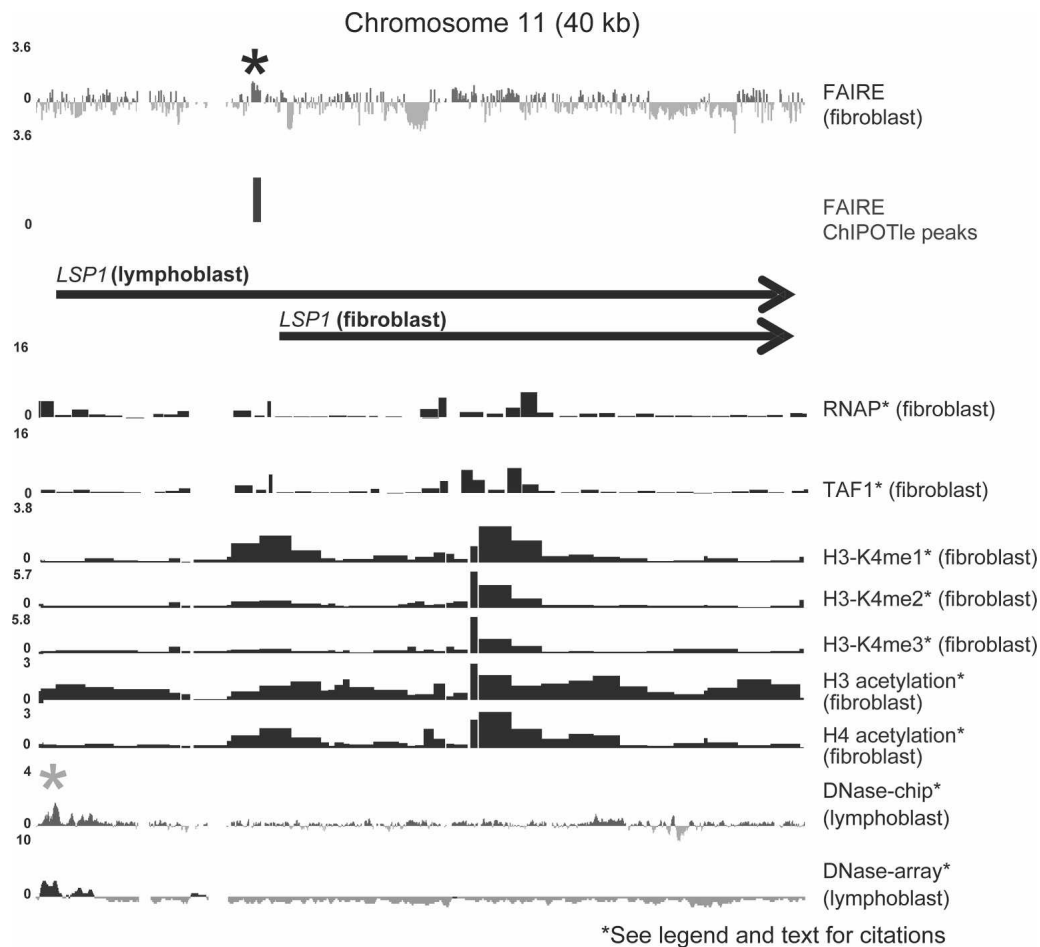 Chromosome 11 (40 kb)
3.6
*
0
3.6
FAIRE
(fibroblast)
0
FAIRE
ChIPOTle peaks
LSP1 (lymphoblast)
LSP1 (fibroblast)
16
0
RNAP* (fibroblast)
16
0
TAF1* (fibroblast)
3.8
0
H3-K4me1* (fibroblast)
5.7
0
H3-K4me2* (fibroblast)
5.8
0
H3-K4me3* (fibroblast)
3
0
H3 acetylation*
(fibroblast)
3
0
H4 acetylation*
(fibroblast)
4
*
0
DNase-chip*
(lymphoblast)
10
0
DNase-array*
(lymphoblast)
*See legend and text for citations